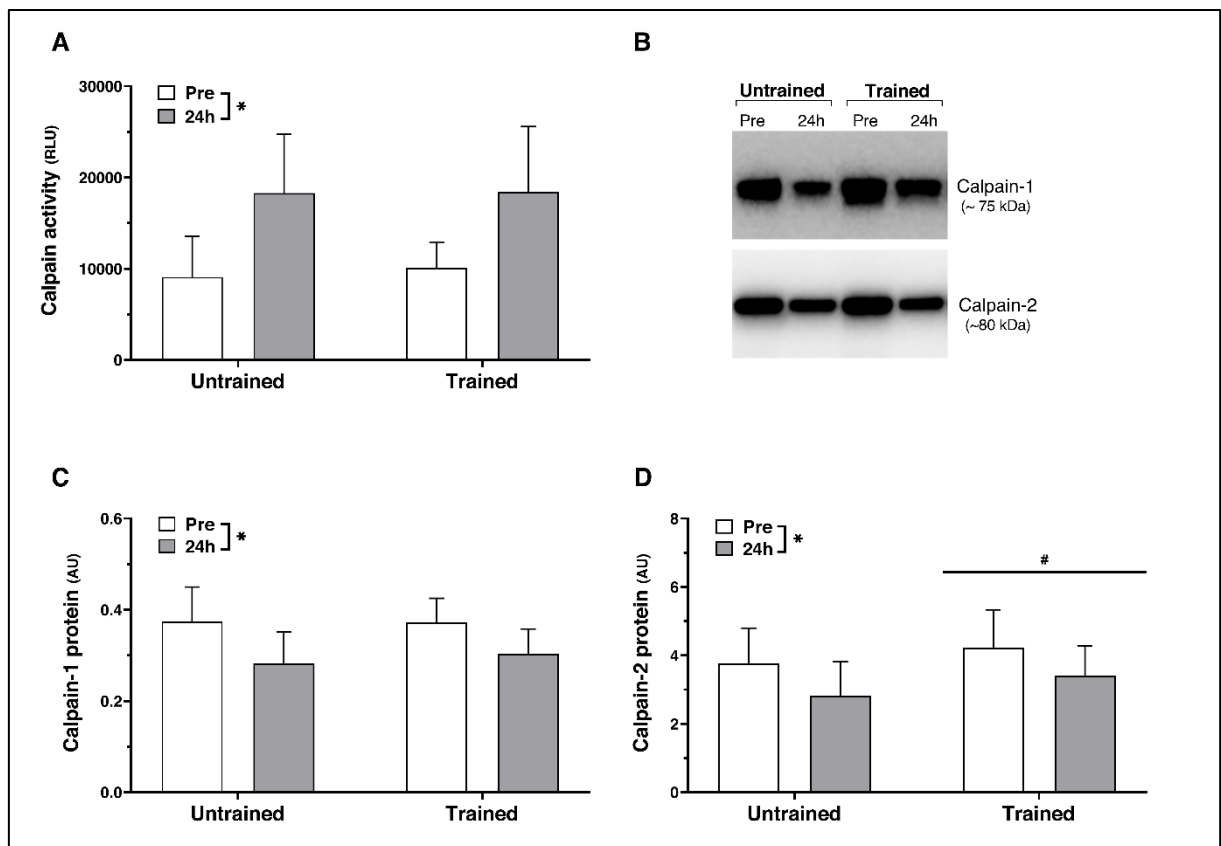 A
30000
20000
10000
0
Calpain activity (RLU)
Pre
24h
*
Untrained
Trained
B
Untrained Trained
Pre 24h Pre 24h
Calpain-1
(~ 75 kDa)
Calpain-2
(~80 kDa)
C
0.6
0.4
0.2
0.0
Calpain-1 protein (AU)
Pre
24h
*
Untrained
Trained
D
8
6
4
2
0
Calpain-2 protein (AU)
Pre
24h
*
#
Untrained
Trained